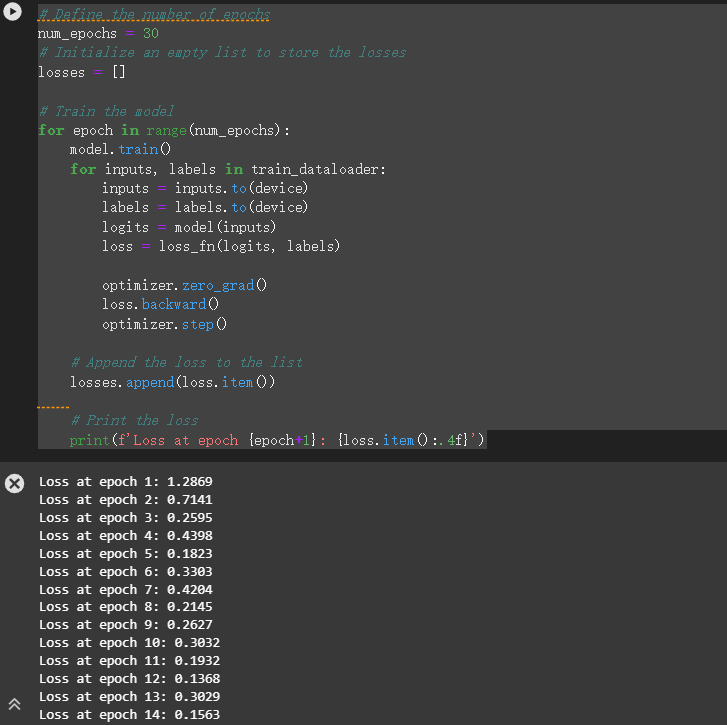 # Define the number of epochs
num_epochs = 30
# Initialize an empty list to store the losses
losses = []
# Train the model
for epoch in range(num_epochs):
model.train()
for inputs, labels in train_dataloader:
inputs = inputs.to(device)
labels = labels.to(device)
logits = model(inputs)
loss = loss_fn(logits, labels)
optimizer.zero_grad()
loss.backward()
optimizer.step()
# Append the loss to the list
losses.append(loss.item())
# Print the loss
print(f'Loss at epoch {epoch+1}: {loss.item():.4f}')
Loss at epoch 1: 1.2869
Loss at epoch 2: 0.7141
Loss at epoch 3: 0.2595
Loss at epoch 4: 0.4398
Loss at epoch 5: 0.1823
Loss at epoch 6: 0.3303
Loss at epoch 7: 0.4204
Loss at epoch 8: 0.2145
Loss at epoch 9: 0.2627
Loss at epoch 10: 0.3032
Loss at epoch 11: 0.1932
Loss at epoch 12: 0.1368
Loss at epoch 13: 0.3029
Loss at epoch 14: 0.1563